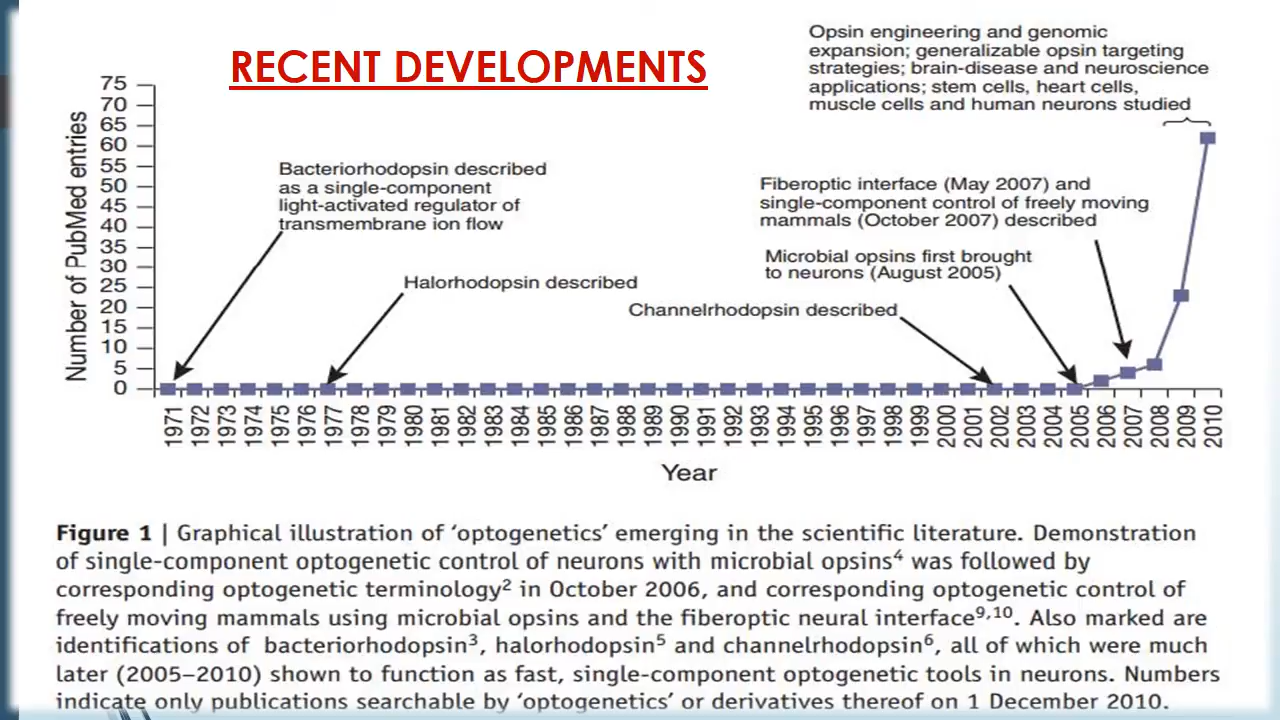 RECENT DEVELOPMENTS
Opsin engineering and genomic
expansion; generalizable opsin targeting
strategies; brain-disease and neuroscience
applications; stem cells, heart cells,
muscle cells and human neurons studied
Number of PubMed entries
75
70
65
60
55
50
45
40
35
30
25
20
15
10
5
0
Bacteriorhodopsin described
as a single-component
light-activated regulator of
transmembrane ion flow
Halorhodopsin described
Fiberoptic interface (May 2007) and
single-component control of freely moving
mammals (October 2007) described
Microbial opsins first brought
to neurons (August 2005)
Channelrhodopsin described
1971 1972 1973 1974 1975 1976 1977 1978 1979 1980 1981 1982 1983 1984 1985 1986 1987 1988 1989 1990 1991 1992 1993 1994 1995 1996 1997 1998 1999 2000 2001 2002 2003 2004 2005 2006 2007 2008 2009 2010
Year
Figure 1 | Graphical illustration of ‘optogenetics’ emerging in the scientific literature. Demonstration
of single-component optogenetic control of neurons with microbial opsins⁴ was followed by
corresponding optogenetic terminology² in October 2006, and corresponding optogenetic control of
freely moving mammals using microbial opsins and the fiberoptic neural interface⁹,¹⁰. Also marked are
identifications of bacteriorhodopsin³, halorhodopsin⁵ and channelrhodopsin⁶, all of which were much
later (2005–2010) shown to function as fast, single-component optogenetic tools in neurons. Numbers
indicate only publications searchable by ‘optogenetics’ or derivatives thereof on 1 December 2010.